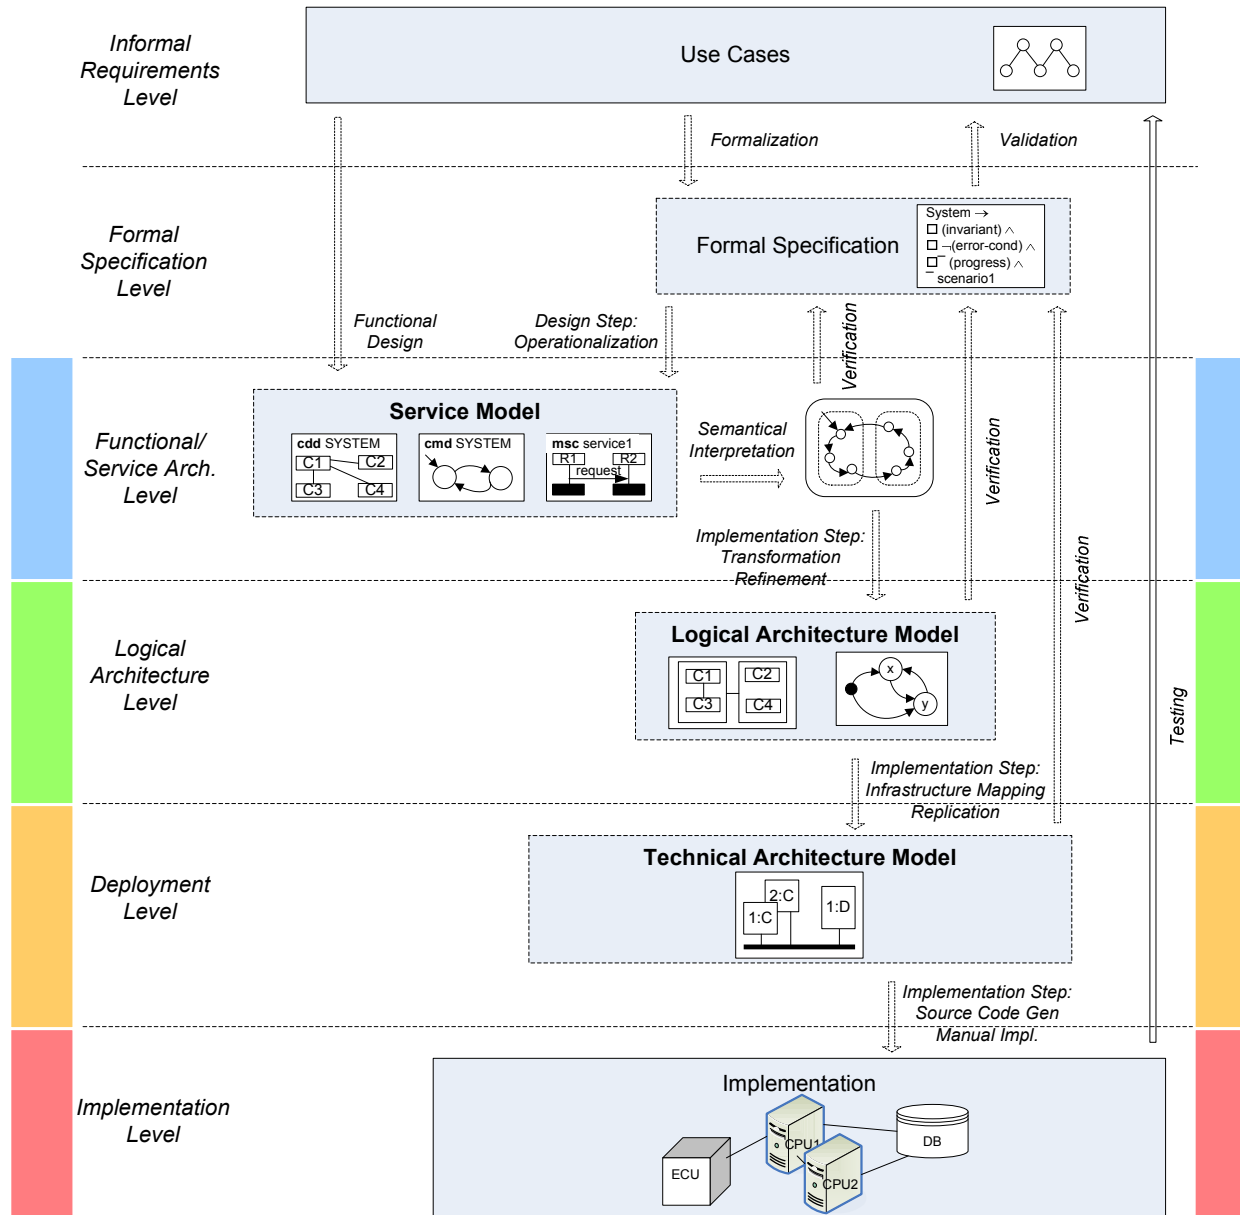 Informal
Requirements
Level
Use Cases
Formalization
Validation
Formal
Specification
Level
Formal Specification
System →
□ (invariant) ∧
□ ¬(error-cond) ∧
□¯ (progress) ∧
¯ scenario1
Functional
Design
Design Step:
Operationalization
Verification
Verification
Verification
Testing
Functional/
Service Arch.
Level
Service Model
cdd SYSTEM
C1
C2
C3
C4
cmd SYSTEM
msc service1
R1
R2
request
Semantical
Interpretation
Implementation Step:
Transformation
Refinement
Logical
Architecture
Level
Logical Architecture Model
C1
C2
C3
C4
x
y
Implementation Step:
Infrastructure Mapping
Replication
Deployment
Level
Technical Architecture Model
2:C
1:C
1:D
Implementation Step:
Source Code Gen
Manual Impl.
Implementation
Level
Implementation
ECU
CPU1
CPU2
DB